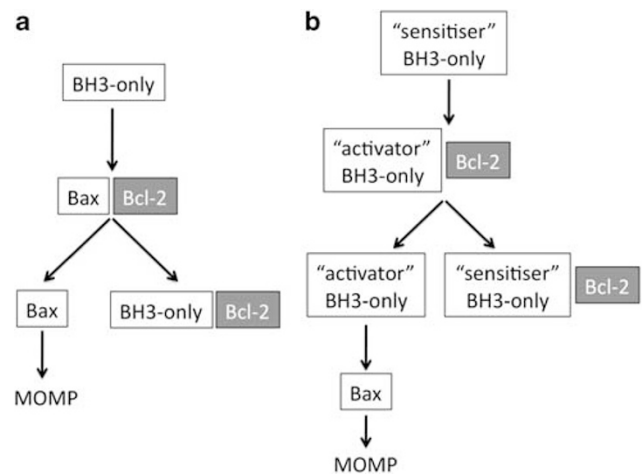 a
BH3-only
Bax Bcl-2
Bax BH3-only Bcl-2
MOMP
b
“sensitiser”
BH3-only
“activator”
BH3-only
Bcl-2
“activator”
BH3-only
“sensitiser”
BH3-only
Bcl-2
Bax
MOMP